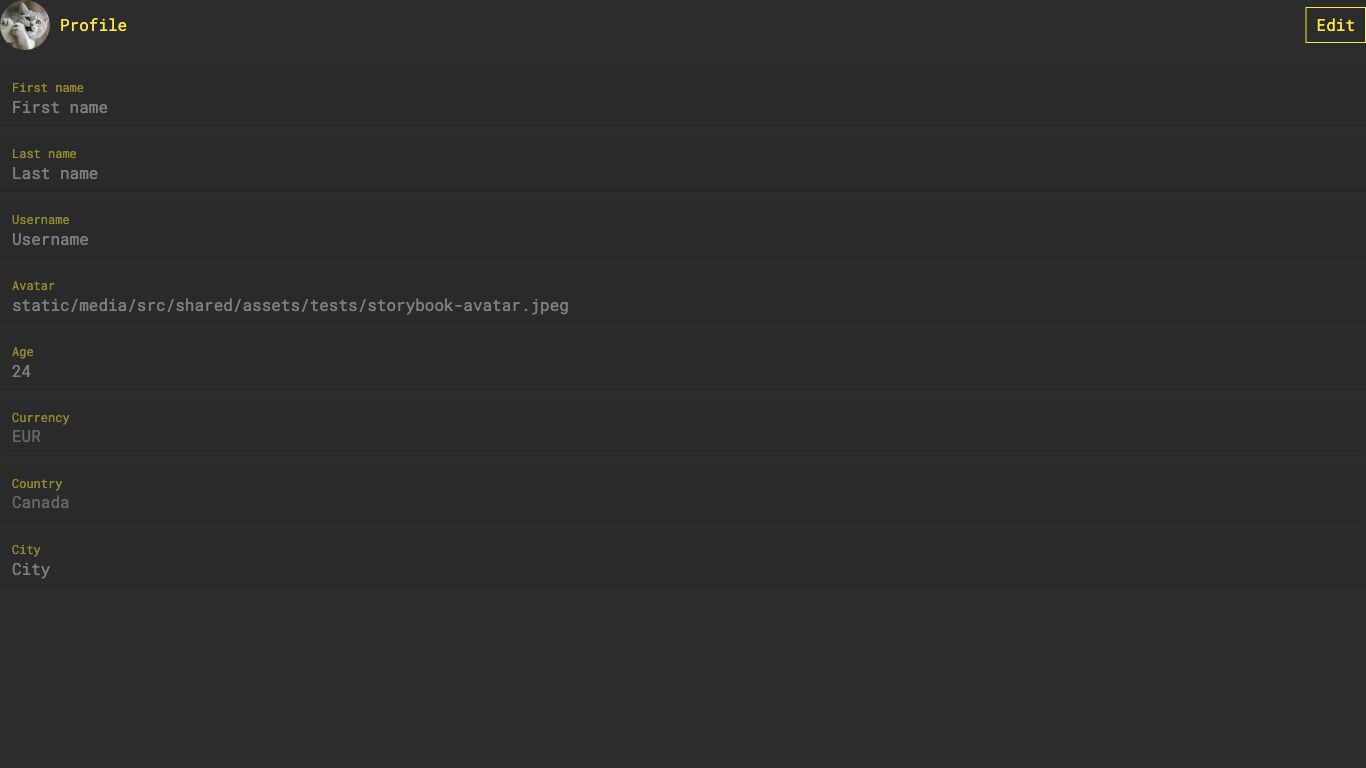 Profile
Edit
First name
First name
Last name
Last name
Username
Username
Avatar
static/media/src/shared/assets/tests/storybook-avatar.jpeg
Age
24
Currency
EUR
Country
Canada
City
City